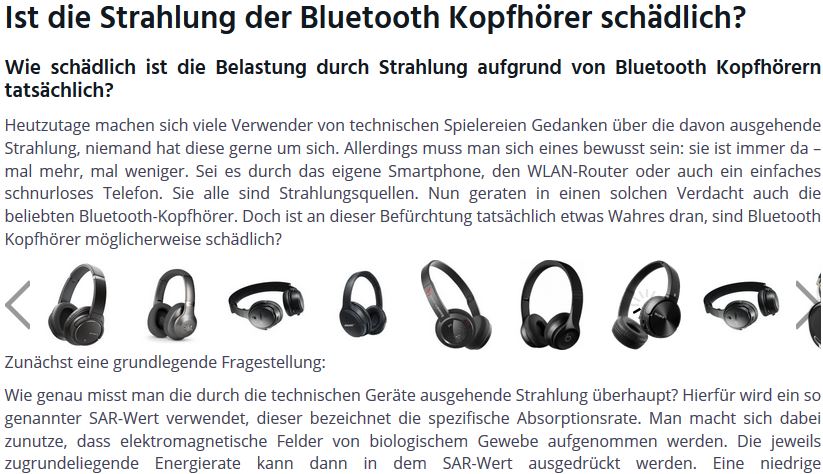 Ist die Strahlung der Bluetooth Kopfhörer schädlich?
Wie schädlich ist die Belastung durch Strahlung aufgrund von Bluetooth Kopfhörern
tatsächlich?
Heutzutage machen sich viele Verwender von technischen Spielereien Gedanken über die davon ausgehende
Strahlung, niemand hat diese gerne um sich. Allerdings muss man sich eines bewusst sein: sie ist immer da –
mal mehr, mal weniger. Sei es durch das eigene Smartphone, den WLAN-Router oder auch ein einfaches
schnurloses Telefon. Sie alle sind Strahlungsquellen. Nun geraten in einen solchen Verdacht auch die
beliebten Bluetooth-Kopfhörer. Doch ist an dieser Befürchtung tatsächlich etwas Wahres dran, sind Bluetooth
Kopfhörer möglicherweise schädlich?
Zunächst eine grundlegende Fragestellung:
Wie genau misst man die durch die technischen Geräte ausgehende Strahlung überhaupt? Hierfür wird ein so
genannter SAR-Wert verwendet, dieser bezeichnet die spezifische Absorptionsrate. Man macht sich dabei
zunutze, dass elektromagnetische Felder von biologischem Gewebe aufgenommen werden. Die jeweils
zugrundeliegende Energierate kann dann in dem SAR-Wert ausgedrückt werden. Eine niedrige